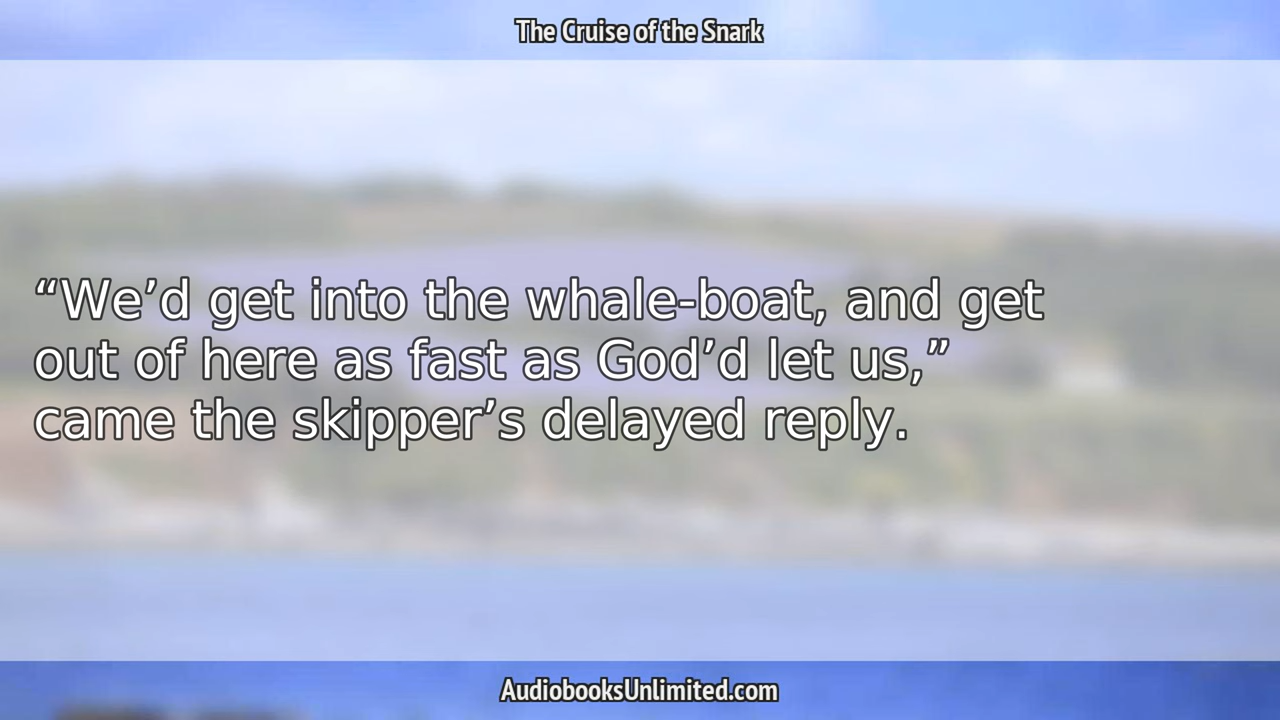 The Cruise of the Snark
“We’d get into the whale-boat, and get
out of here as fast as God’d let us,”
came the skipper’s delayed reply.
AudiobooksUnlimited.com